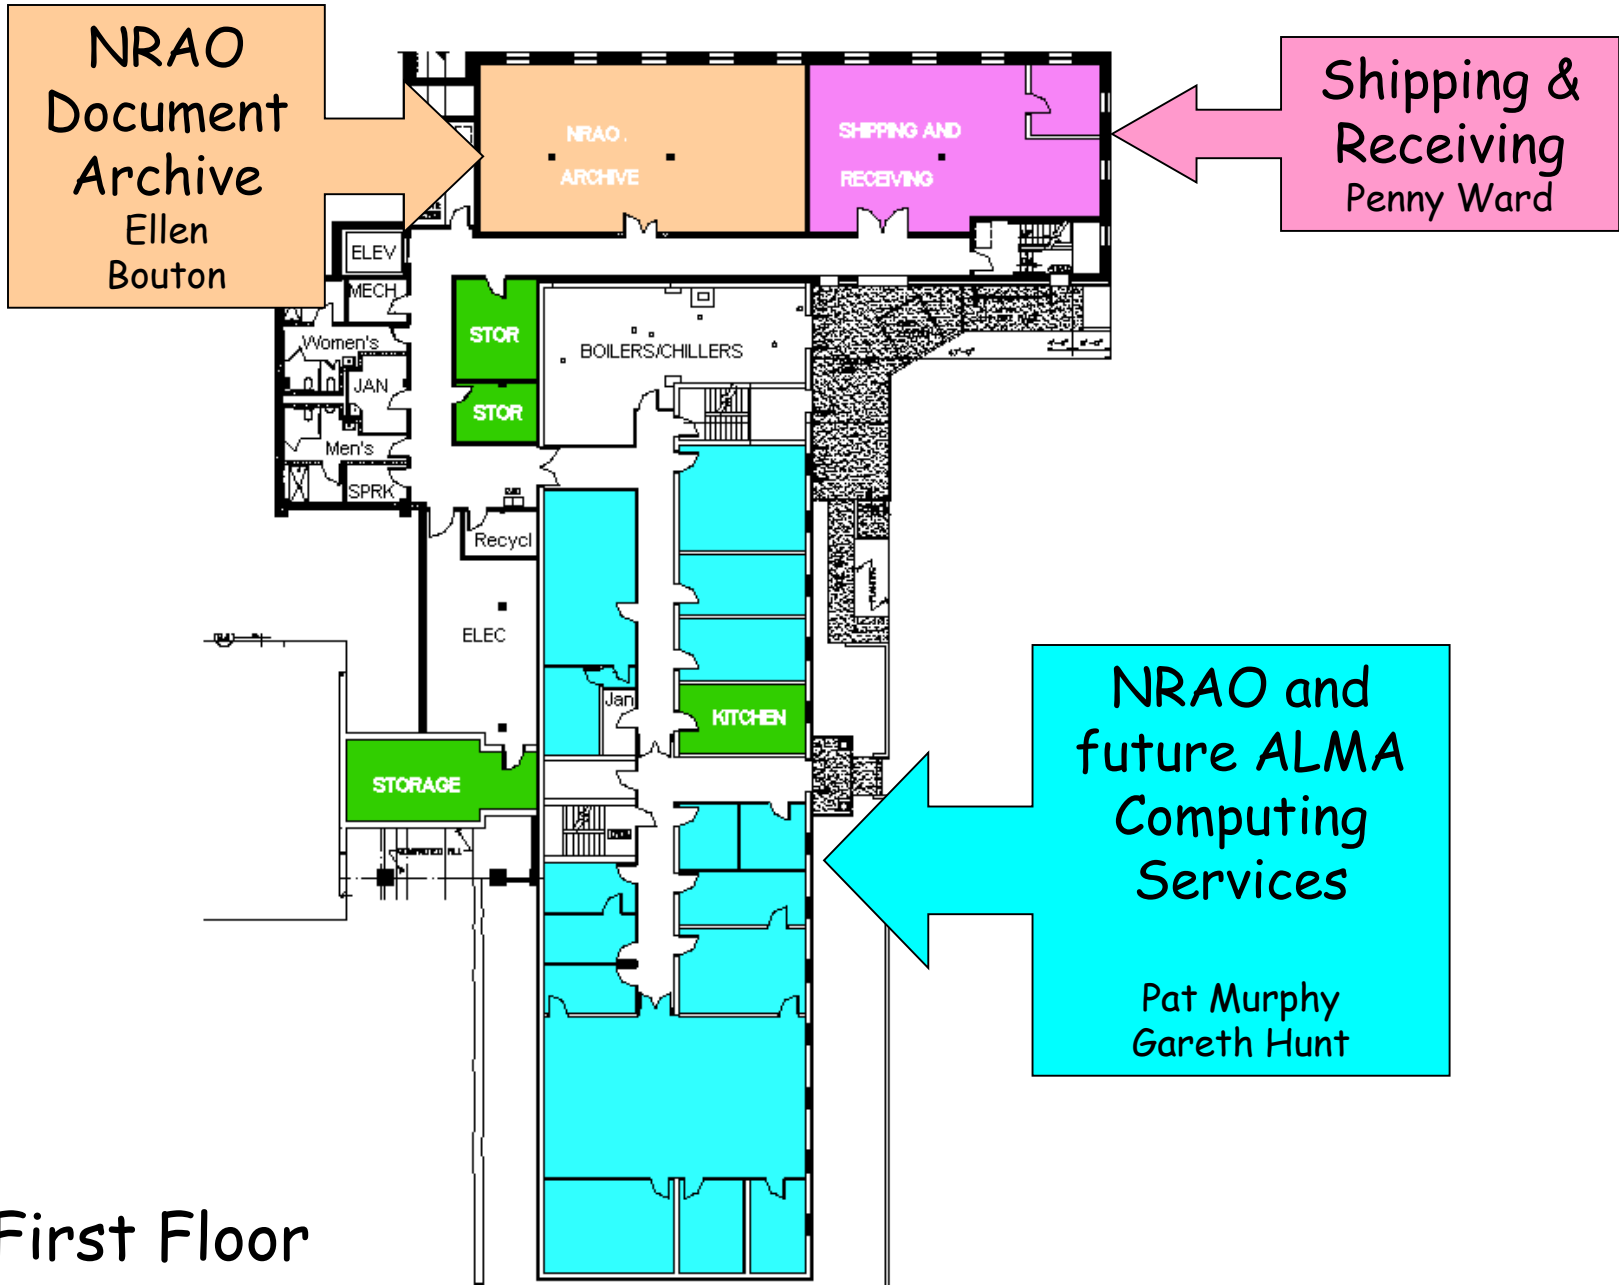 NRAO
Document
Archive
Ellen
Bouton
Shipping &
Receiving
Penny Ward
NRAO
ARCHIVE
SHIPPING AND
RECEIVING
ELEV
MECH
Women's
JAN
Men's
SPRK
STOR
STOR
BOILERS/CHILLERS
Recycl
ELEC
Jan
KITCHEN
STORAGE
NRAO and
future ALMA
Computing
Services
Pat Murphy
Gareth Hunt
First Floor